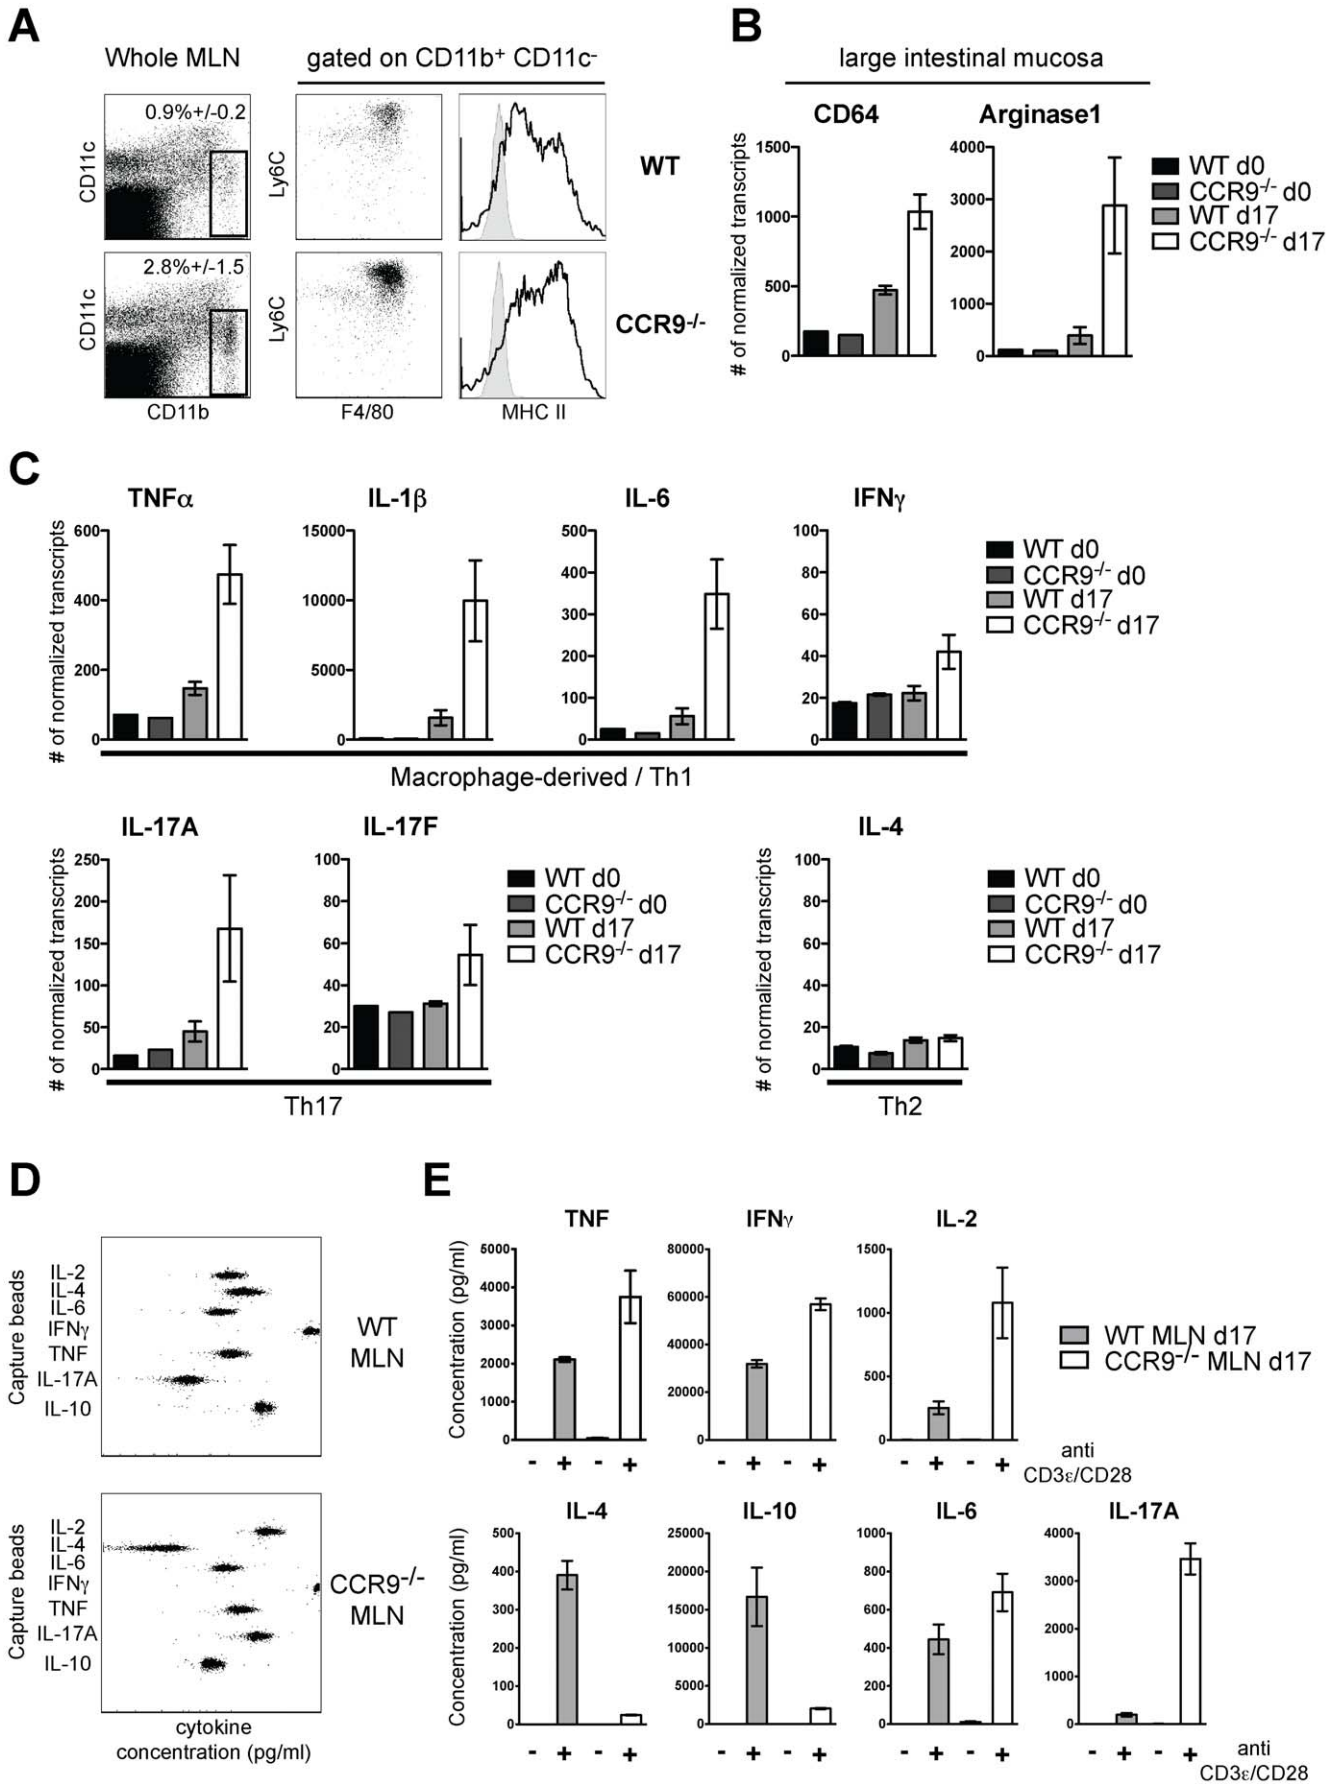 A
Whole MLN
gated on CD11b+ CD11c-
0.9%+/-0.2
CD11c
Ly6C
WT
2.8%+/-1.5
CD11c
Ly6C
CCR9-/-
CD11b
F4/80
MHC II
B
large intestinal mucosa
CD64
Arginase1
# of normalized transcripts
1500
1000
500
0
4000
3000
2000
1000
0
WT d0
CCR9-/- d0
WT d17
CCR9-/- d17
C
TNFα
IL-1β
IL-6
IFNγ
# of normalized transcripts
600
400
200
0
15000
10000
5000
0
500
400
300
200
100
0
100
80
60
40
20
0
WT d0
CCR9-/- d0
WT d17
CCR9-/- d17
Macrophage-derived / Th1
IL-17A
IL-17F
IL-4
# of normalized transcripts
250
200
150
100
50
0
100
80
60
40
20
0
WT d0
CCR9-/- d0
WT d17
CCR9-/- d17
# of normalized transcripts
100
80
60
40
20
0
WT d0
CCR9-/- d0
WT d17
CCR9-/- d17
Th17
Th2
D
Capture beads
IL-2
IL-4
IL-6
IFNγ
TNF
IL-17A
IL-10
WT
MLN
Capture beads
IL-2
IL-4
IL-6
IFNγ
TNF
IL-17A
IL-10
CCR9-/-
MLN
cytokine
concentration (pg/ml)
E
TNF
IFNγ
IL-2
Concentration (pg/ml)
5000
4000
3000
2000
1000
0
80000
60000
40000
20000
0
1500
1000
500
0
WT MLN d17
CCR9-/- MLN d17
- + - +
- + - +
- + - +
anti
CD3ε/CD28
IL-4
IL-10
IL-6
IL-17A
Concentration (pg/ml)
500
400
300
200
100
0
25000
20000
15000
10000
5000
0
1000
800
600
400
200
0
4000
3000
2000
1000
0
- + - +
- + - +
- + - +
- + - +
anti
CD3ε/CD28